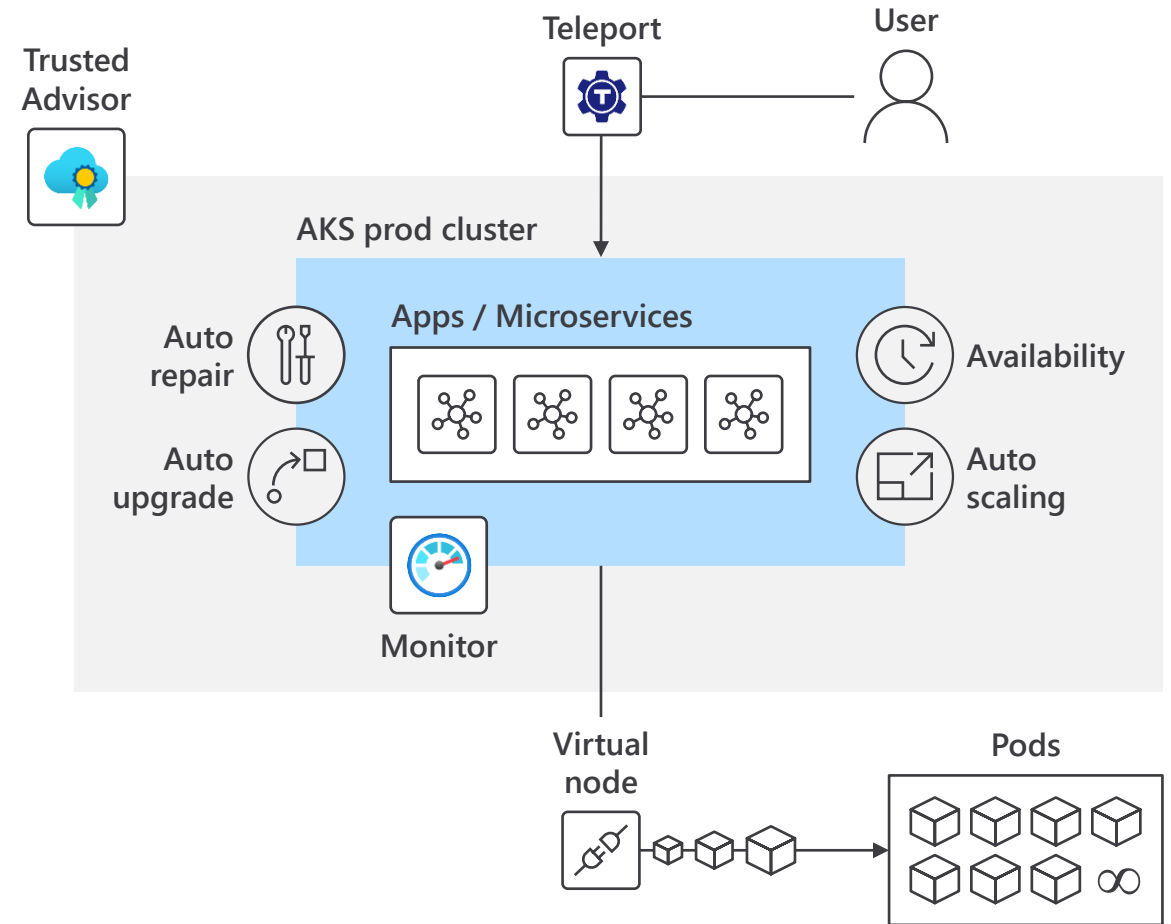 Teleport
User
Trusted
Advisor
T
AKS prod cluster
Apps / Microservices
Auto
repair
Availability
Auto
upgrade
Auto
scaling
Monitor
Virtual
node
Pods
∞